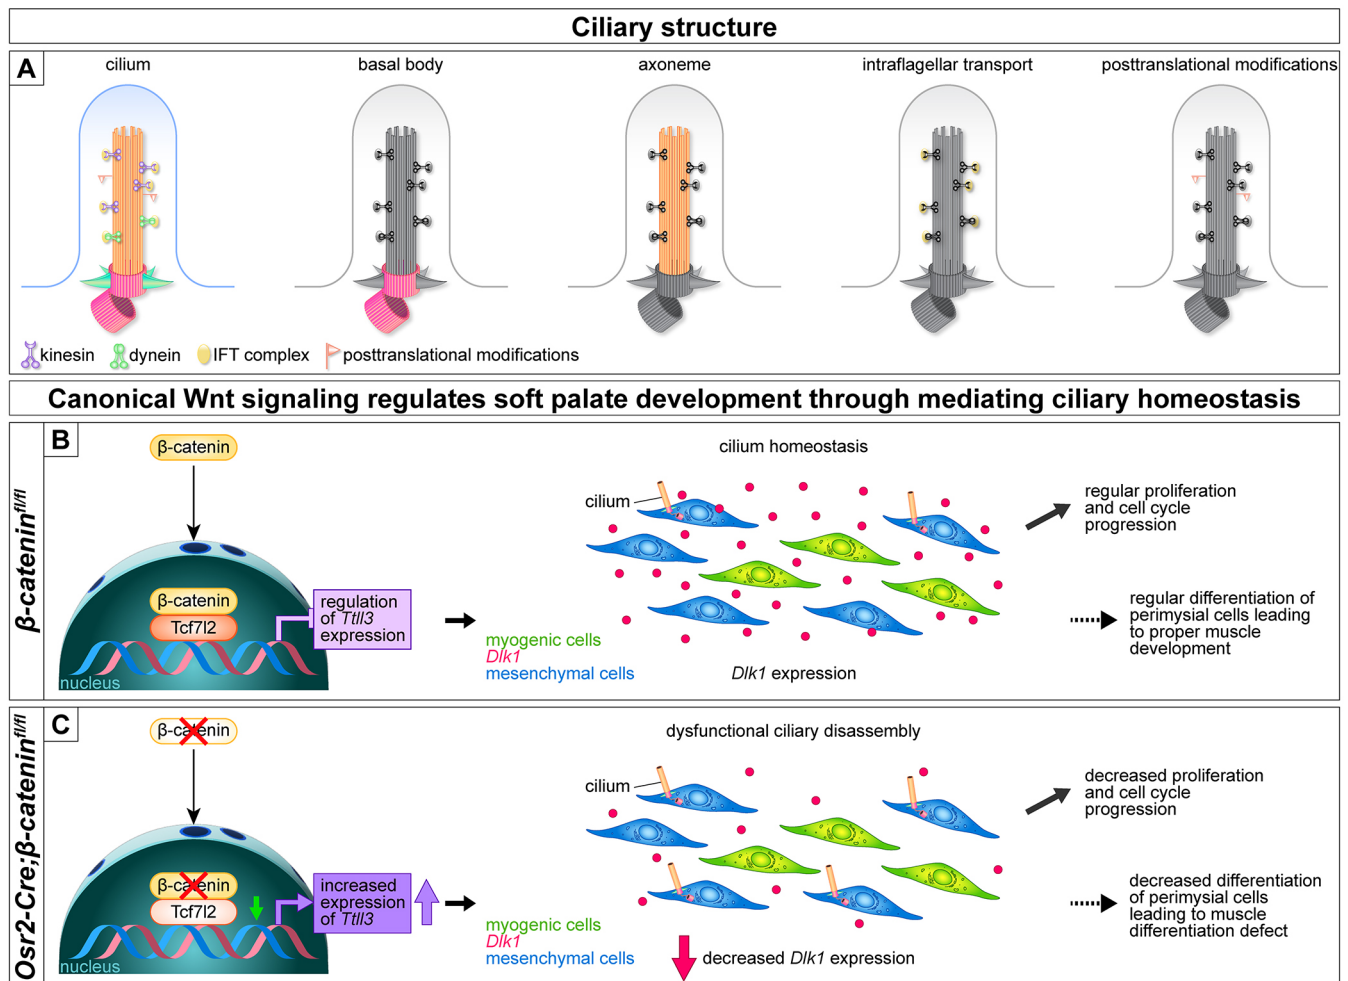 Ciliary structure
A
cilium
basal body
axoneme
intraflagellar transport
posttranslational modifications
kinesin
dynein
IFT complex
posttranslational modifications
Canonical Wnt signaling regulates soft palate development through mediating ciliary homeostasis
β-catenin^fl/fl
B
β-catenin
β-catenin
Tcf7l2
nucleus
regulation
of Ttll3
expression
myogenic cells
Dlk1
mesenchymal cells
cilium homeostasis
cilium
Dlk1 expression
regular proliferation
and cell cycle
progression
regular differentiation of
perimysial cells leading
to proper muscle
development
Osr2-Cre;β-catenin^fl/fl
C
β-catenin
β-catenin
Tcf7l2
nucleus
increased
expression
of Ttll3
myogenic cells
Dlk1
mesenchymal cells
dysfunctional ciliary disassembly
cilium
decreased Dlk1 expression
decreased proliferation
and cell cycle
progression
decreased differentiation
of perimysial cells
leading to muscle
differentiation defect